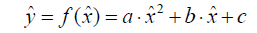 ŷ = f(x̂) = a · x̂² + b · x̂ + c